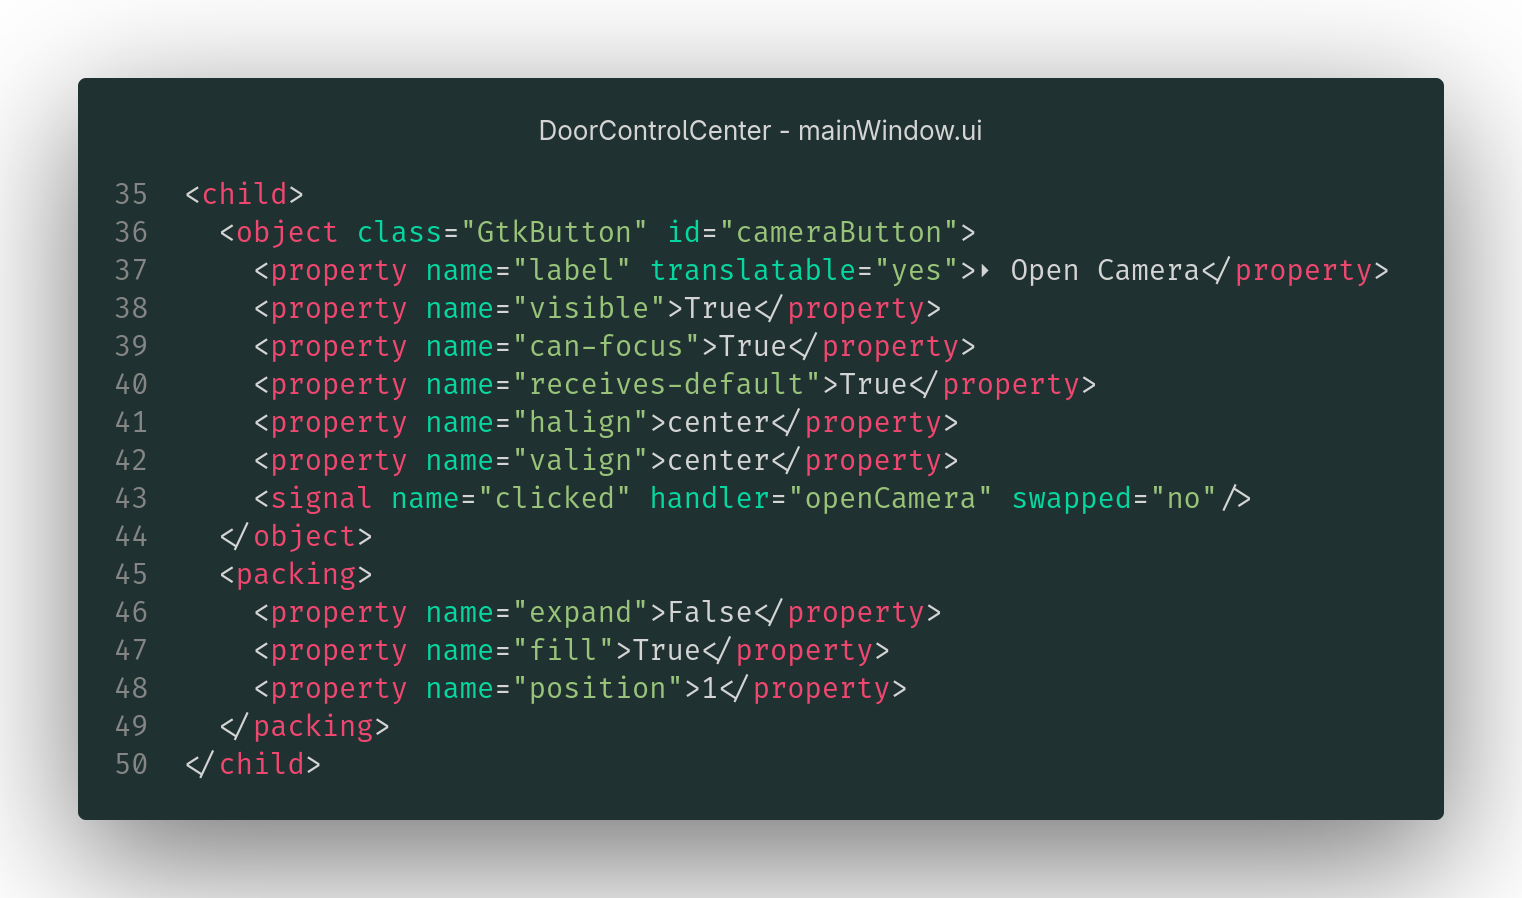 DoorControlCenter - mainWindow.ui
35 <child>
36   <object class="GtkButton" id="cameraButton">
37     <property name="label" translatable="yes">‣ Open Camera</property>
38     <property name="visible">True</property>
39     <property name="can-focus">True</property>
40     <property name="receives-default">True</property>
41     <property name="halign">center</property>
42     <property name="valign">center</property>
43     <signal name="clicked" handler="openCamera" swapped="no"/>
44   </object>
45   <packing>
46     <property name="expand">False</property>
47     <property name="fill">True</property>
48     <property name="position">1</property>
49   </packing>
50 </child>